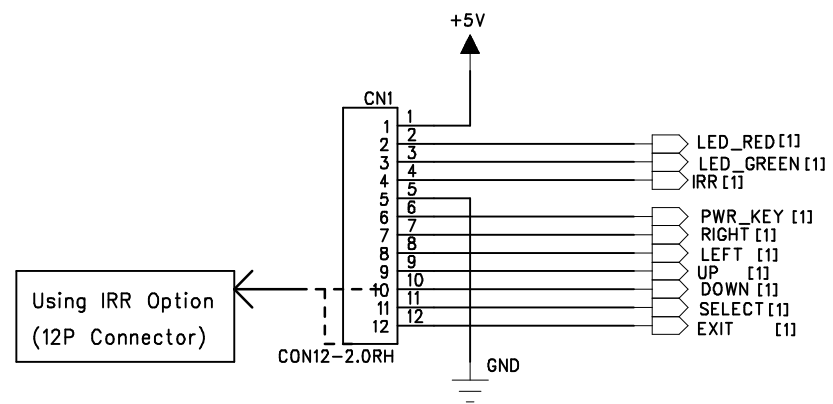 +5V
CN1
1 1
2 2 LED_RED[1]
3 3 LED_GREEN[1]
4 4 IRR[1]
5 5
6 6 PWR_KEY [1]
7 7 RIGHT[1]
8 8 LEFT [1]
9 9 UP [1]
10 10 DOWN[1]
11 11 SELECT[1]
12 12 EXIT [1]
Using IRR Option
(12P Connector)
CON12-2.0RH
GND